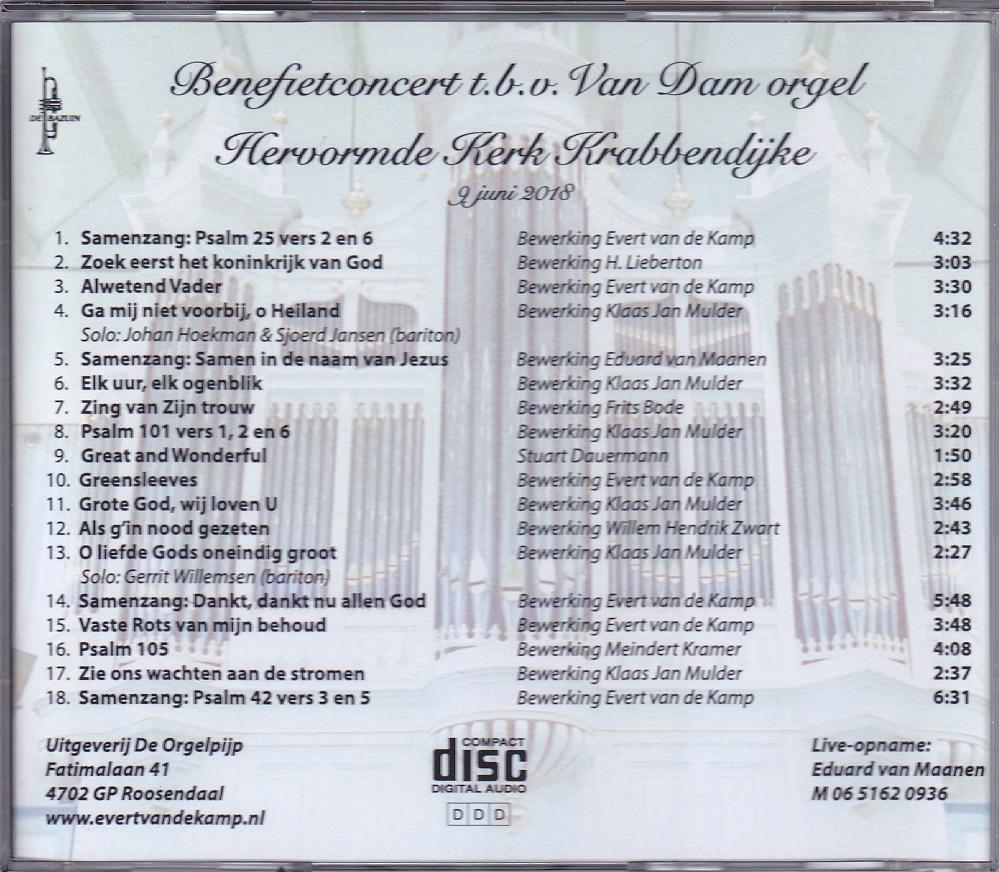 DE BAZUIN
Benefietconcert t.b.v. Van Dam orgel
Hervormde Kerk Krabbendijke
9 juni 2018
1. Samenzang: Psalm 25 vers 2 en 6 Bewerking Evert van de Kamp 4:32
2. Zoek eerst het koninkrijk van God Bewerking H. Lieberton 3:03
3. Alwetend Vader Bewerking Evert van de Kamp 3:30
4. Ga mij niet voorbij, o Heiland Bewerking Klaas Jan Mulder 3:16
Solo: Johan Hoekman & Sjoerd Jansen (bariton)
5. Samenzang: Samen in de naam van Jezus Bewerking Eduard van Maanen 3:25
6. Elk uur, elk ogenblik Bewerking Klaas Jan Mulder 3:32
7. Zing van Zijn trouw Bewerking Frits Bode 2:49
8. Psalm 101 vers 1, 2 en 6 Bewerking Klaas Jan Mulder 3:20
9. Great and Wonderful Stuart Dauermann 1:50
10. Greensleeves Bewerking Evert van de Kamp 2:58
11. Grote God, wij loven U Bewerking Klaas Jan Mulder 3:46
12. Als g'in nood gezeten Bewerking Willem Hendrik Zwart 2:43
13. O liefde Gods oneindig groot Bewerking Klaas Jan Mulder 2:27
Solo: Gerrit Willemsen (bariton)
14. Samenzang: Dankt, dankt nu allen God Bewerking Evert van de Kamp 5:48
15. Vaste Rots van mijn behoud Bewerking Evert van de Kamp 3:48
16. Psalm 105 Bewerking Meindert Kramer 4:08
17. Zie ons wachten aan de stromen Bewerking Klaas Jan Mulder 2:37
18. Samenzang: Psalm 42 vers 3 en 5 Bewerking Evert van de Kamp 6:31
Uitgeverij De Orgelpijp
Fatimalaan 41
4702 GP Roosendaal
www.evertvandekamp.nl
COMPACT
disc
DIGITAL AUDIO
D D D
Live-opname:
Eduard van Maanen
M 06 5162 0936